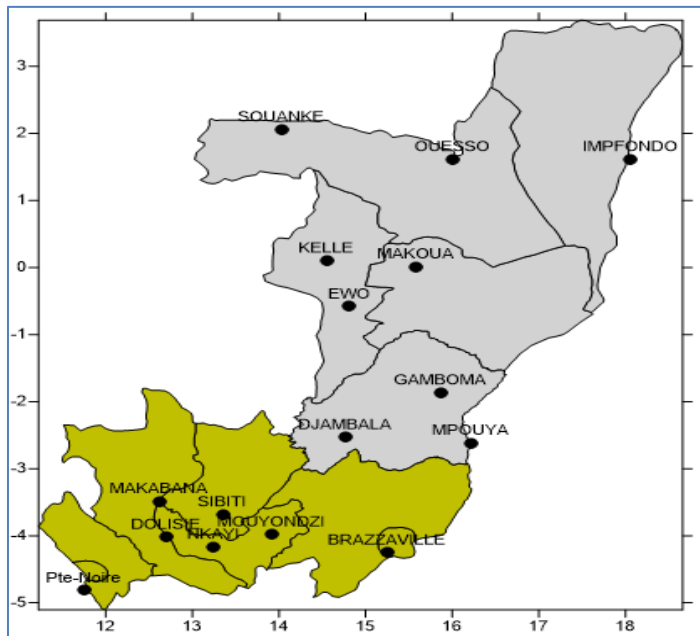 3
SOUANKE
2
OUESSO
IMPFONDO
1
KELLE
MAKOUA
0
EWO
-1
GAMBOMA
-2
DJAMBALA
MPOUYA
-3
MAKABANA
SIBITI
DOLISIE
NKAYI
MOUYONDZI
-4
BRAZZAVILLE
Pte-Noire
-5
12 13 14 15 16 17 18